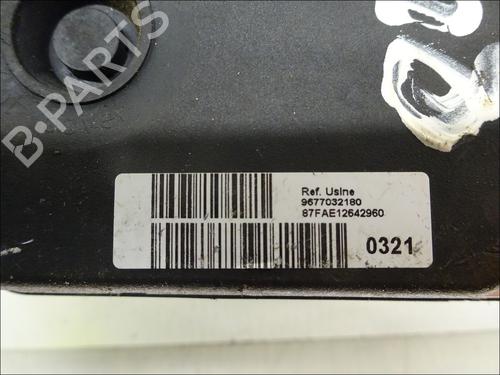 B-PARTS
Ref. Usine
9677032180
87FAE12642960
0321